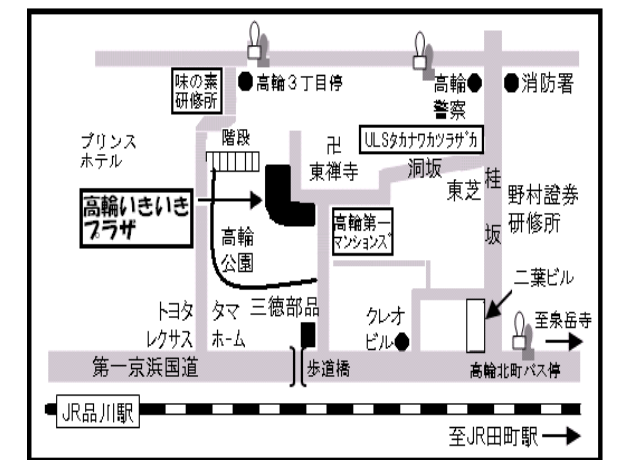 味の素
研修所
高輪3丁目停
高輪
警察
消防署
プリンス
ホテル
階段
卍
東禅寺
ULSタカナワカツラザカ
洞坂
東芝
桂
坂
野村證券
研修所
高輪いきいき
プラザ
高輪
公園
高輪第一
マンションズ
二葉ビル
トヨタ
レクサス
タマ
ホーム
三徳部品
クレオ
ビル
至泉岳寺
第一京浜国道
歩道橋
高輪北町バス停
JR品川駅
至JR田町駅